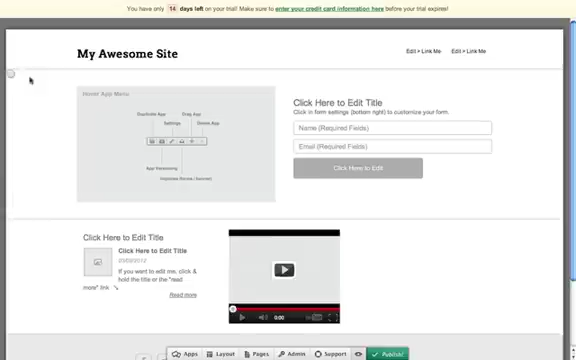 You have only 14 days left on your trial! Make sure to enter your credit card information here before your trial expires!
My Awesome Site
Edit > Link Me Edit > Link Me
Hover App Menu
Duplicate App Drag App
Settings Delete App
App Versioning
Click Here to Edit Title
Click in form settings (bottom right) to customize your form.
Name (Required Fields)
Email (Required Fields)
Click Here to Edit
Click Here to Edit Title
Click Here to Edit Title
If you want to edit me, click &
hold the title or the "read
more" link
Read more
0:00
Apps Layout Pages Admin Support Publish!